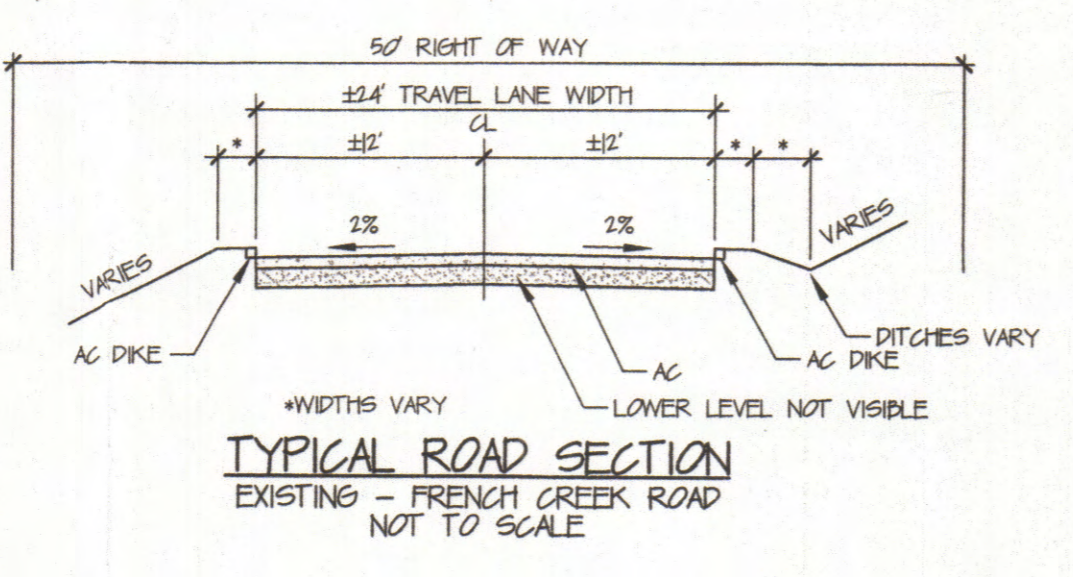 50' RIGHT OF WAY
±24' TRAVEL LANE WIDTH
CL
* ±12' ±12' * *
2% 2%
VARIES VARIES
DITCHES VARY
AC DIKE AC DIKE
AC
*WIDTHS VARY LOWER LEVEL NOT VISIBLE
TYPICAL ROAD SECTION
EXISTING - FRENCH CREEK ROAD
NOT TO SCALE